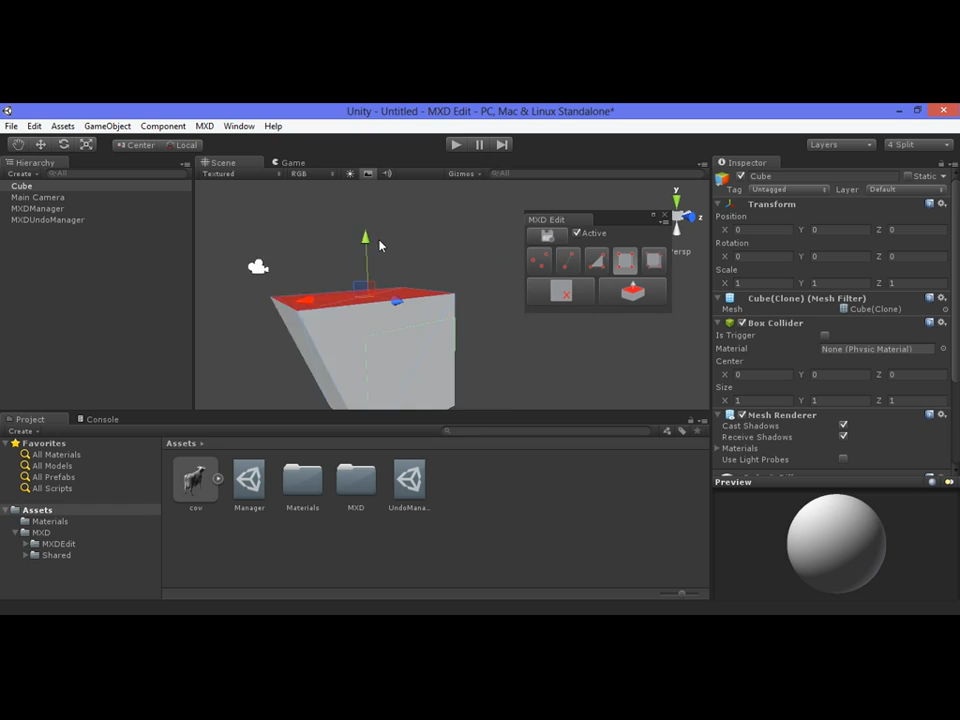 Unity - Untitled - MXD Edit - PC, Mac & Linux Standalone*
File Edit Assets GameObject Component MXD Window Help
Center Local Layers 4 Split
Hierarchy Scene Game Inspector
Create All Textured RGB Gizmos All Cube Static
Cube
Main Camera
MXDManager
MXDUndoManager
Tag Untagged Layer Default
Transform
Position
X 0 Y 0 Z 0
Rotation
X 0 Y 0 Z 0
Scale
X 1 Y 1 Z 1
y
z
Persp
MXD Edit
Active
Cube(Clone) (Mesh Filter)
Mesh Cube(Clone)
Box Collider
Is Trigger
Material None (Physic Material)
Center
X 0 Y 0 Z 0
Size
X 1 Y 1 Z 1
Mesh Renderer
Cast Shadows
Receive Shadows
Materials
Use Light Probes
Preview
Project Console
Create
Favorites
All Materials
All Models
All Prefabs
All Scripts
Assets
Materials
MXD
MXDEdit
Shared
Assets
cow Manager Materials MXD UndoMana...